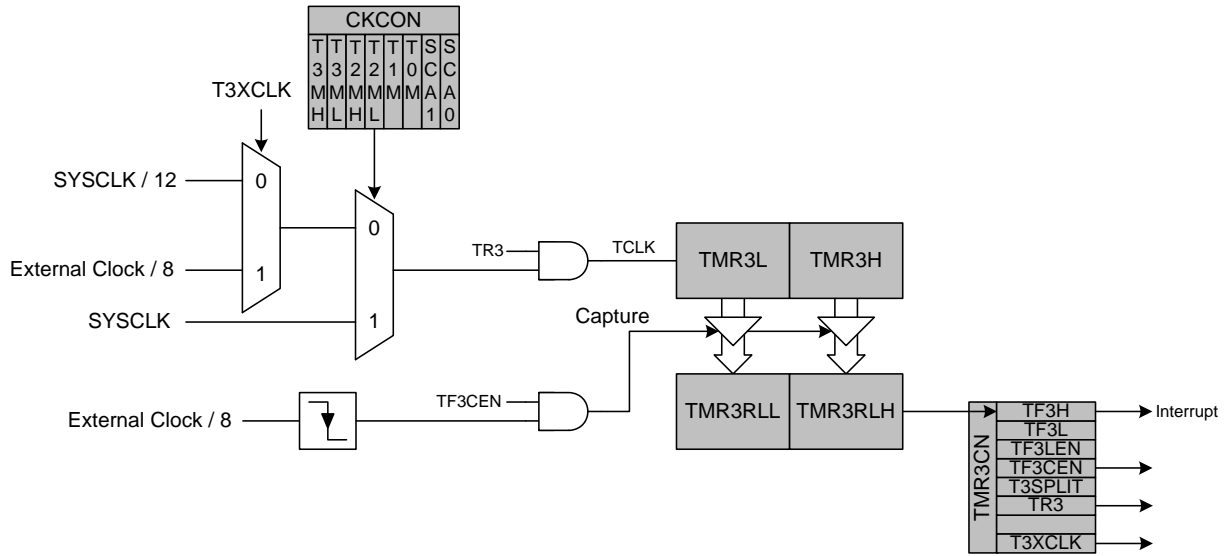 CKCON
T3MH
T3ML
T2MH
T2ML
T1M
T0M
SCA1
SCA0
T3XCLK
SYSCLK / 12
0
External Clock / 8
1
SYSCLK
0
1
TR3
TCLK
TMR3L
TMR3H
Capture
TMR3RLL
TMR3RLH
External Clock / 8
TF3CEN
TMR3CN
TF3H
TF3L
TF3LEN
TF3CEN
T3SPLIT
TR3
T3XCLK
Interrupt